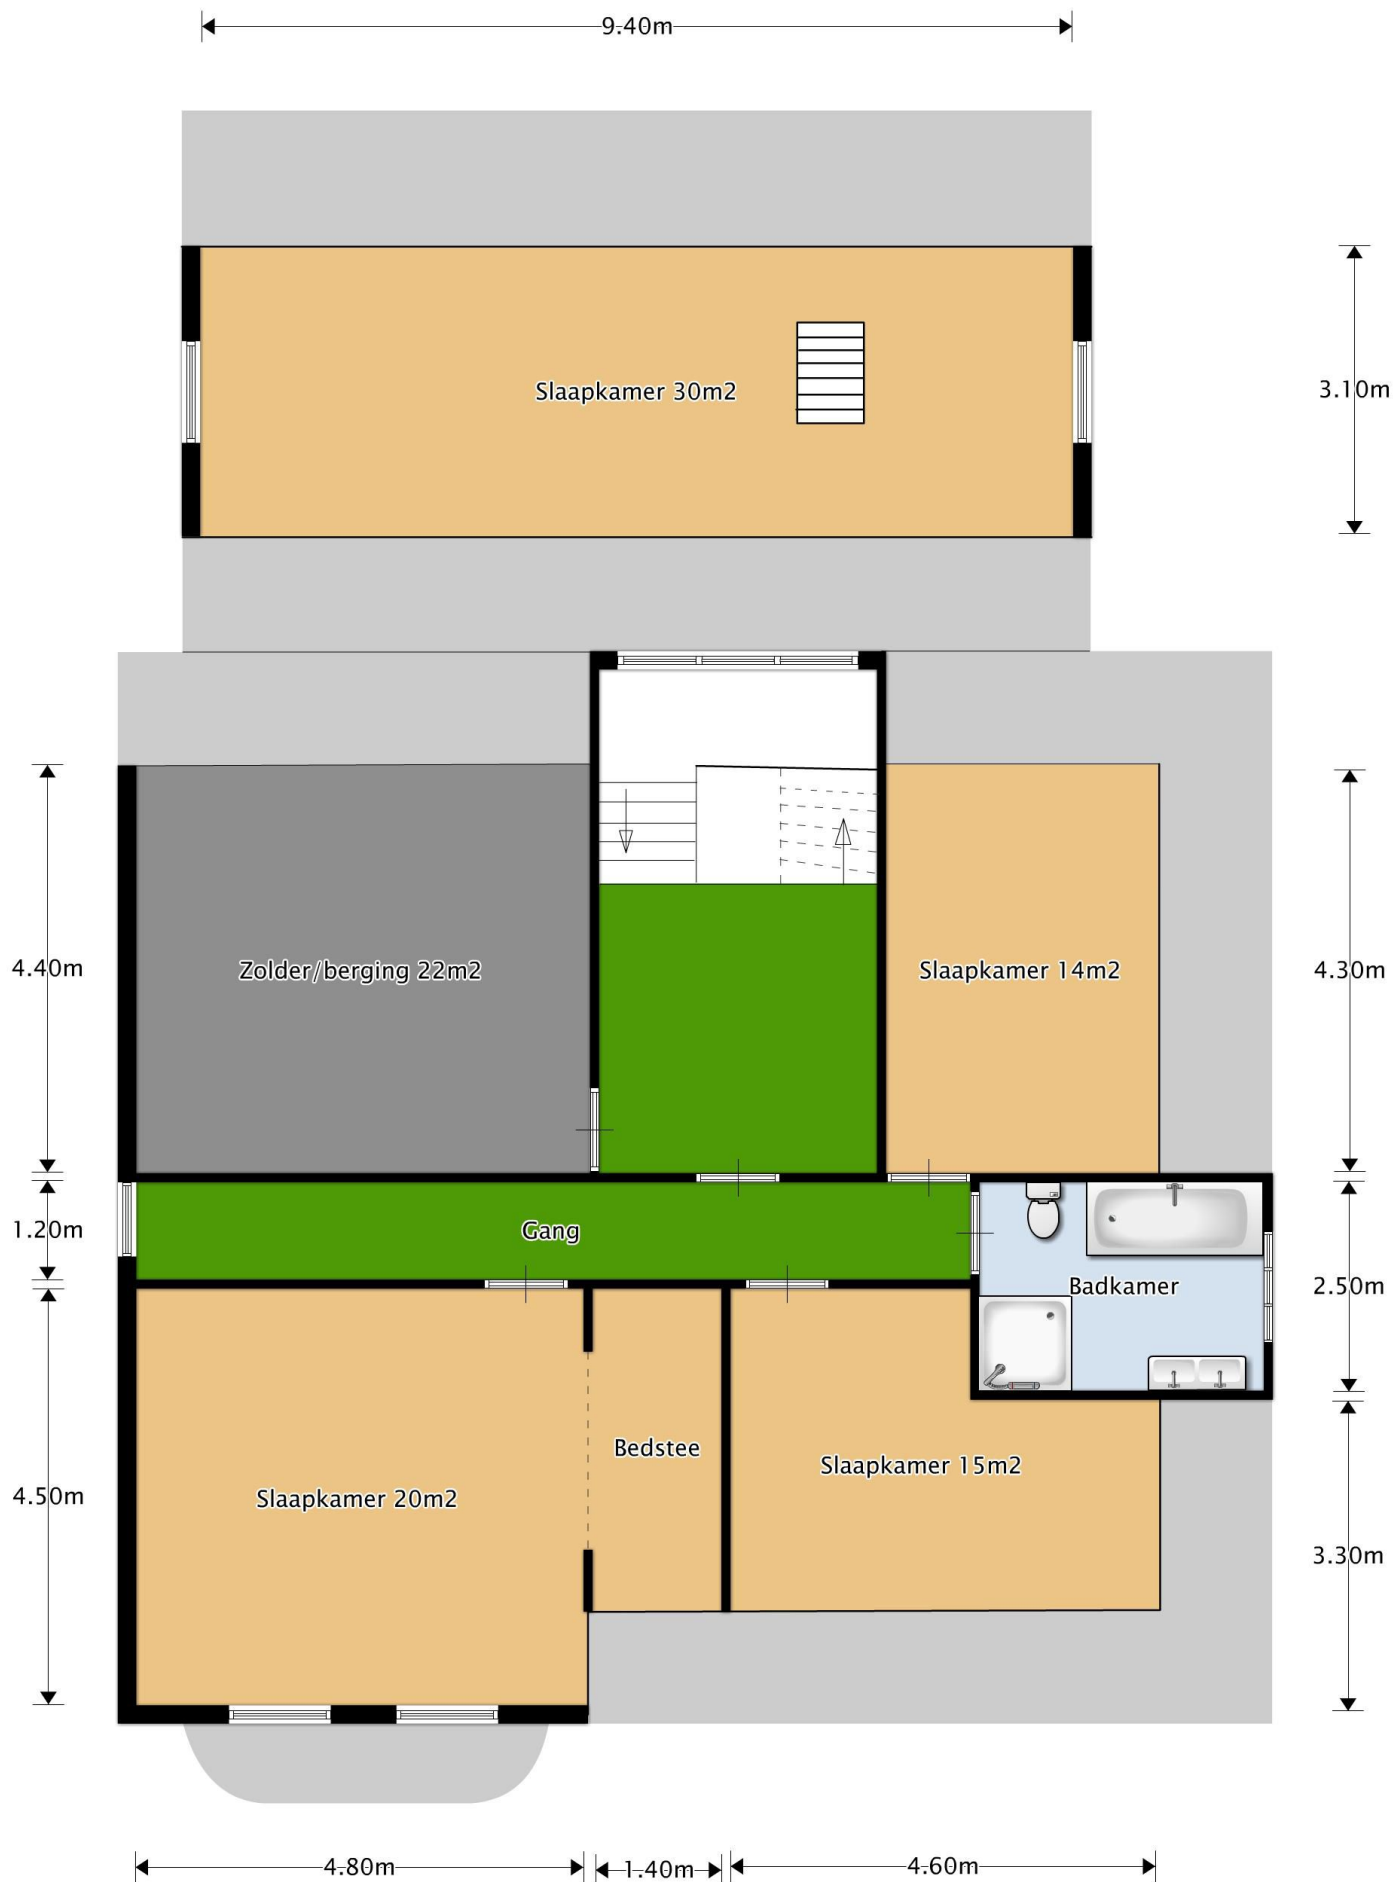 9.40m
Slaapkamer 30m2
3.10m
4.40m
Zolder/berging 22m2
Slaapkamer 14m2
4.30m
1.20m
Gang
Badkamer
2.50m
4.50m
Slaapkamer 20m2
Bedstee
Slaapkamer 15m2
3.30m
4.80m
1.40m
4.60m